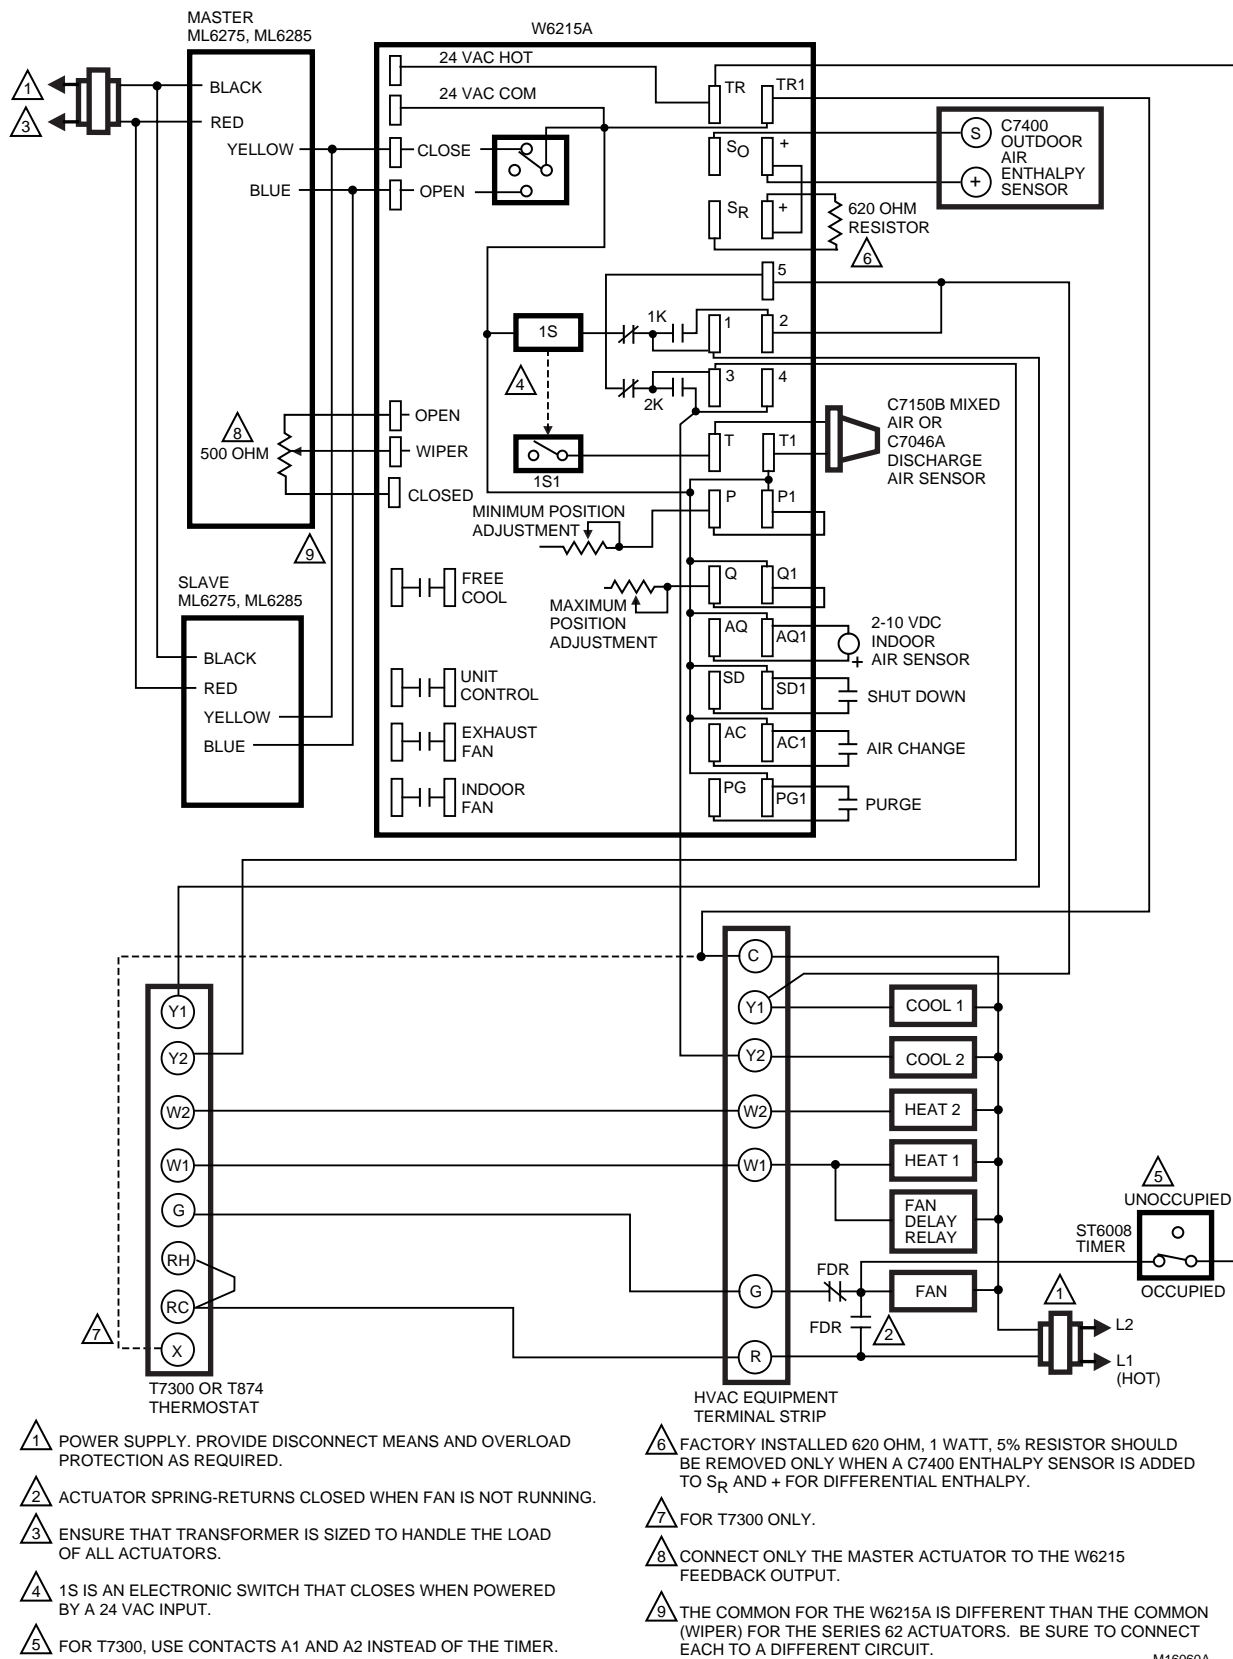 MASTER
ML6275, ML6285
W6215A
1
3
BLACK
RED
YELLOW
BLUE
24 VAC HOT
24 VAC COM
CLOSE
OPEN
TR
TR1
SO
+
SR
+
S
+
C7400
OUTDOOR
AIR
ENTHALPY
SENSOR
620 OHM
RESISTOR
6
5
1S
1K
1
2
4
2K
3
4
8
500 OHM
OPEN
WIPER
CLOSED
1S1
T
T1
C7150B MIXED
AIR OR
C7046A
DISCHARGE
AIR SENSOR
MINIMUM POSITION
ADJUSTMENT
P
P1
9
SLAVE
ML6275, ML6285
FREE
COOL
MAXIMUM
POSITION
ADJUSTMENT
Q
Q1
AQ
AQ1
2-10 VDC
INDOOR
AIR SENSOR
+
BLACK
RED
YELLOW
BLUE
UNIT
CONTROL
SD
SD1
SHUT DOWN
EXHAUST
FAN
AC
AC1
AIR CHANGE
INDOOR
FAN
PG
PG1
PURGE
C
Y1
Y1
COOL 1
Y2
Y2
COOL 2
W2
W2
HEAT 2
W1
W1
HEAT 1
5
UNOCCUPIED
G
FAN
DELAY
RELAY
ST6008
TIMER
RH
FDR
G
FAN
1
OCCUPIED
RC
FDR
2
L2
7
X
R
L1
(HOT)
T7300 OR T874
THERMOSTAT
HVAC EQUIPMENT
TERMINAL STRIP
1 POWER SUPPLY. PROVIDE DISCONNECT MEANS AND OVERLOAD
PROTECTION AS REQUIRED.
2 ACTUATOR SPRING-RETURNS CLOSED WHEN FAN IS NOT RUNNING.
3 ENSURE THAT TRANSFORMER IS SIZED TO HANDLE THE LOAD
OF ALL ACTUATORS.
4 1S IS AN ELECTRONIC SWITCH THAT CLOSES WHEN POWERED
BY A 24 VAC INPUT.
5 FOR T7300, USE CONTACTS A1 AND A2 INSTEAD OF THE TIMER.
6 FACTORY INSTALLED 620 OHM, 1 WATT, 5% RESISTOR SHOULD
BE REMOVED ONLY WHEN A C7400 ENTHALPY SENSOR IS ADDED
TO SR AND + FOR DIFFERENTIAL ENTHALPY.
7 FOR T7300 ONLY.
8 CONNECT ONLY THE MASTER ACTUATOR TO THE W6215
FEEDBACK OUTPUT.
9 THE COMMON FOR THE W6215A IS DIFFERENT THAN THE COMMON
(WIPER) FOR THE SERIES 62 ACTUATORS. BE SURE TO CONNECT
EACH TO A DIFFERENT CIRCUIT.
M16060A